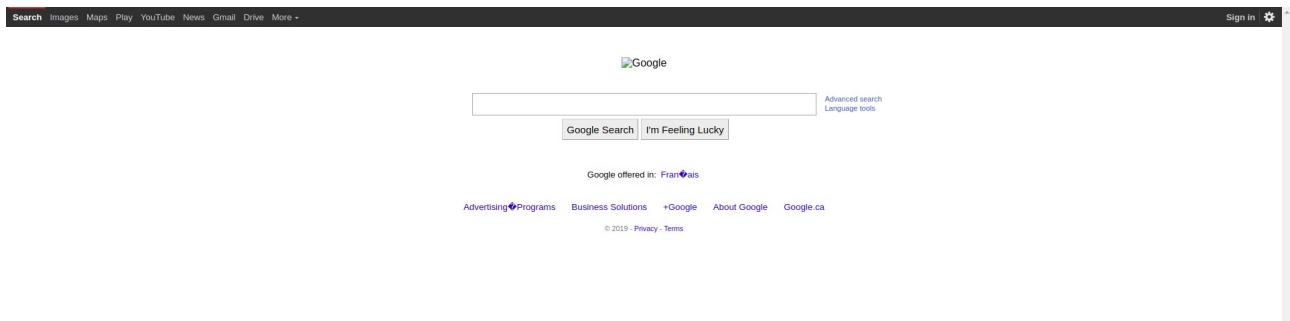 Search Images Maps Play YouTube News Gmail Drive More Sign in
Google
Advanced search
Language tools
Google Search I'm Feeling Lucky
Google offered in: Fran�ais
Advertising�Programs Business Solutions +Google About Google Google.ca
© 2019 - Privacy - Terms